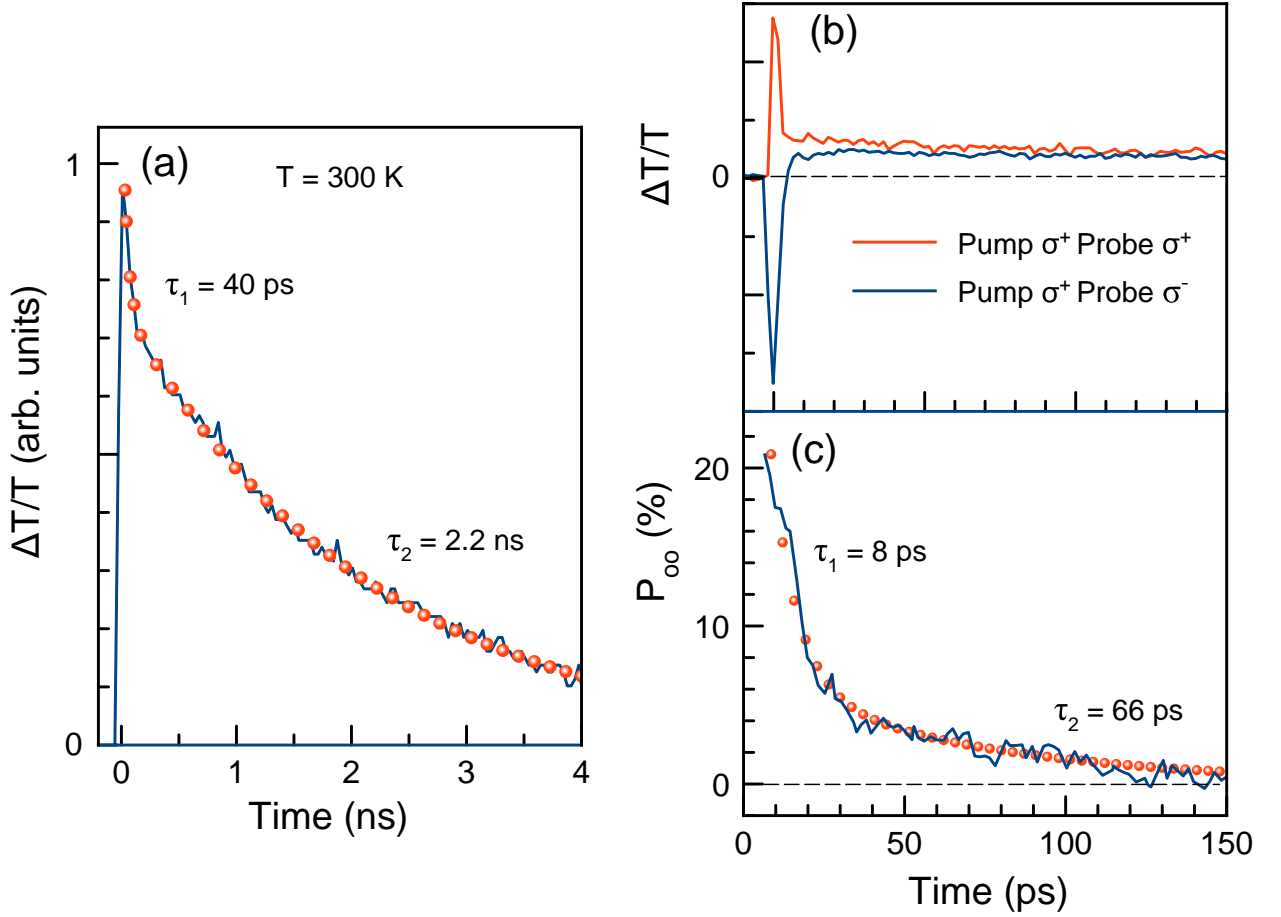 (a)
T = 300 K
τ1 = 40 ps
τ2 = 2.2 ns
1
0
ΔT/T (arb. units)
0
1
2
3
4
Time (ns)
(b)
ΔT/T
0
Pump σ+ Probe σ+
Pump σ+ Probe σ-
(c)
P∞ (%)
20
10
0
τ1 = 8 ps
τ2 = 66 ps
0
50
100
150
Time (ps)